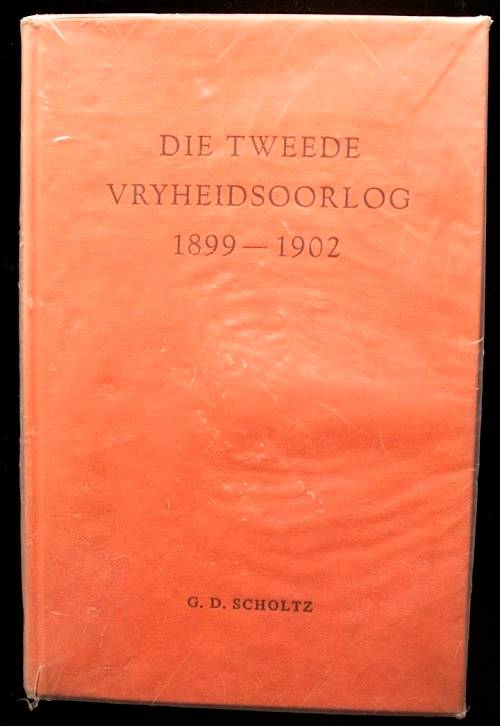 DIE TWEEDE
VRYHEIDSOORLOG
1899 — 1902
G. D. SCHOLTZ